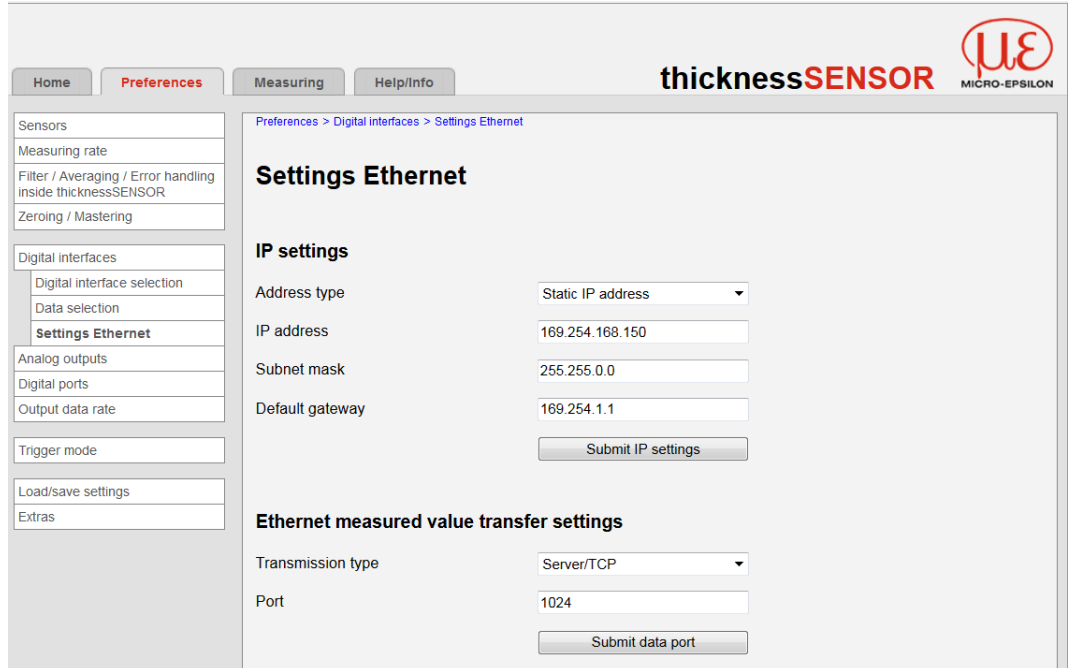 με
MICRO-EPSILON
thicknessSENSOR
Home
Preferences
Measuring
Help/Info
Sensors
Measuring rate
Filter / Averaging / Error handling
inside thicknessSENSOR
Zeroing / Mastering
Digital interfaces
Digital interface selection
Data selection
Settings Ethernet
Analog outputs
Digital ports
Output data rate
Trigger mode
Load/save settings
Extras
Preferences > Digital interfaces > Settings Ethernet
Settings Ethernet
IP settings
Address type Static IP address
IP address 169.254.168.150
Subnet mask 255.255.0.0
Default gateway 169.254.1.1
Submit IP settings
Ethernet measured value transfer settings
Transmission type Server/TCP
Port 1024
Submit data port